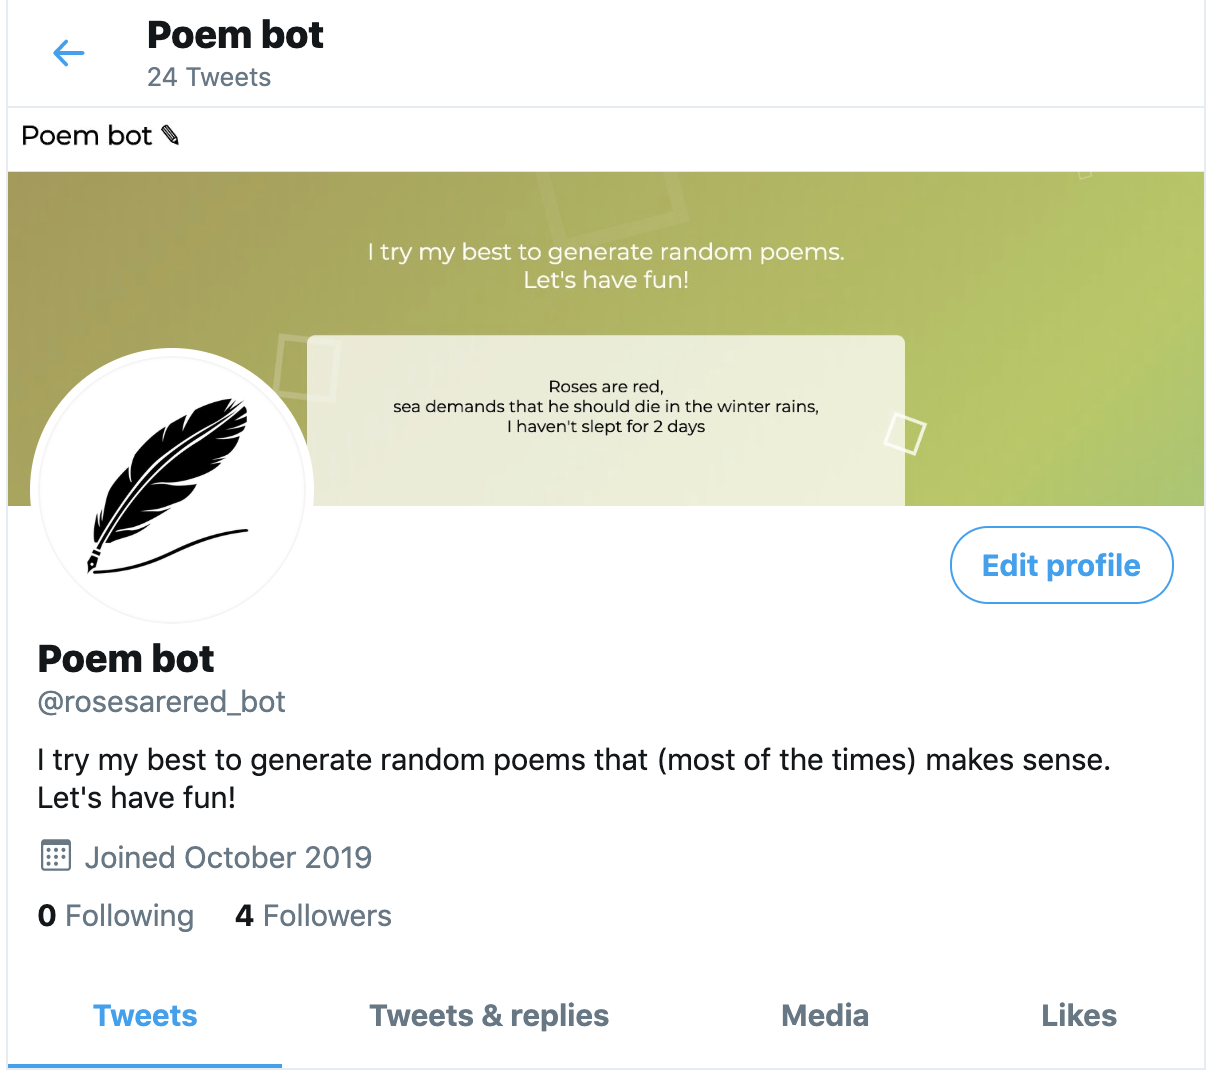 Poem bot
24 Tweets
Poem bot ✎
I try my best to generate random poems.
Let's have fun!
Roses are red,
sea demands that he should die in the winter rains,
I haven't slept for 2 days
Edit profile
Poem bot
@rosesarered_bot
I try my best to generate random poems that (most of the times) makes sense.
Let's have fun!
Joined October 2019
0 Following 4 Followers
Tweets Tweets & replies Media Likes